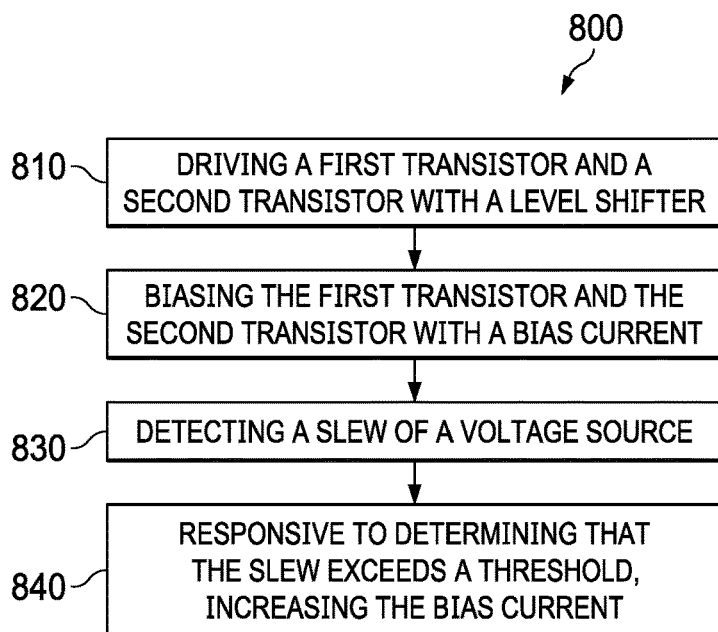 800
810
DRIVING A FIRST TRANSISTOR AND A
SECOND TRANSISTOR WITH A LEVEL SHIFTER
820
BIASING THE FIRST TRANSISTOR AND THE
SECOND TRANSISTOR WITH A BIAS CURRENT
830
DETECTING A SLEW OF A VOLTAGE SOURCE
840
RESPONSIVE TO DETERMINING THAT
THE SLEW EXCEEDS A THRESHOLD,
INCREASING THE BIAS CURRENT